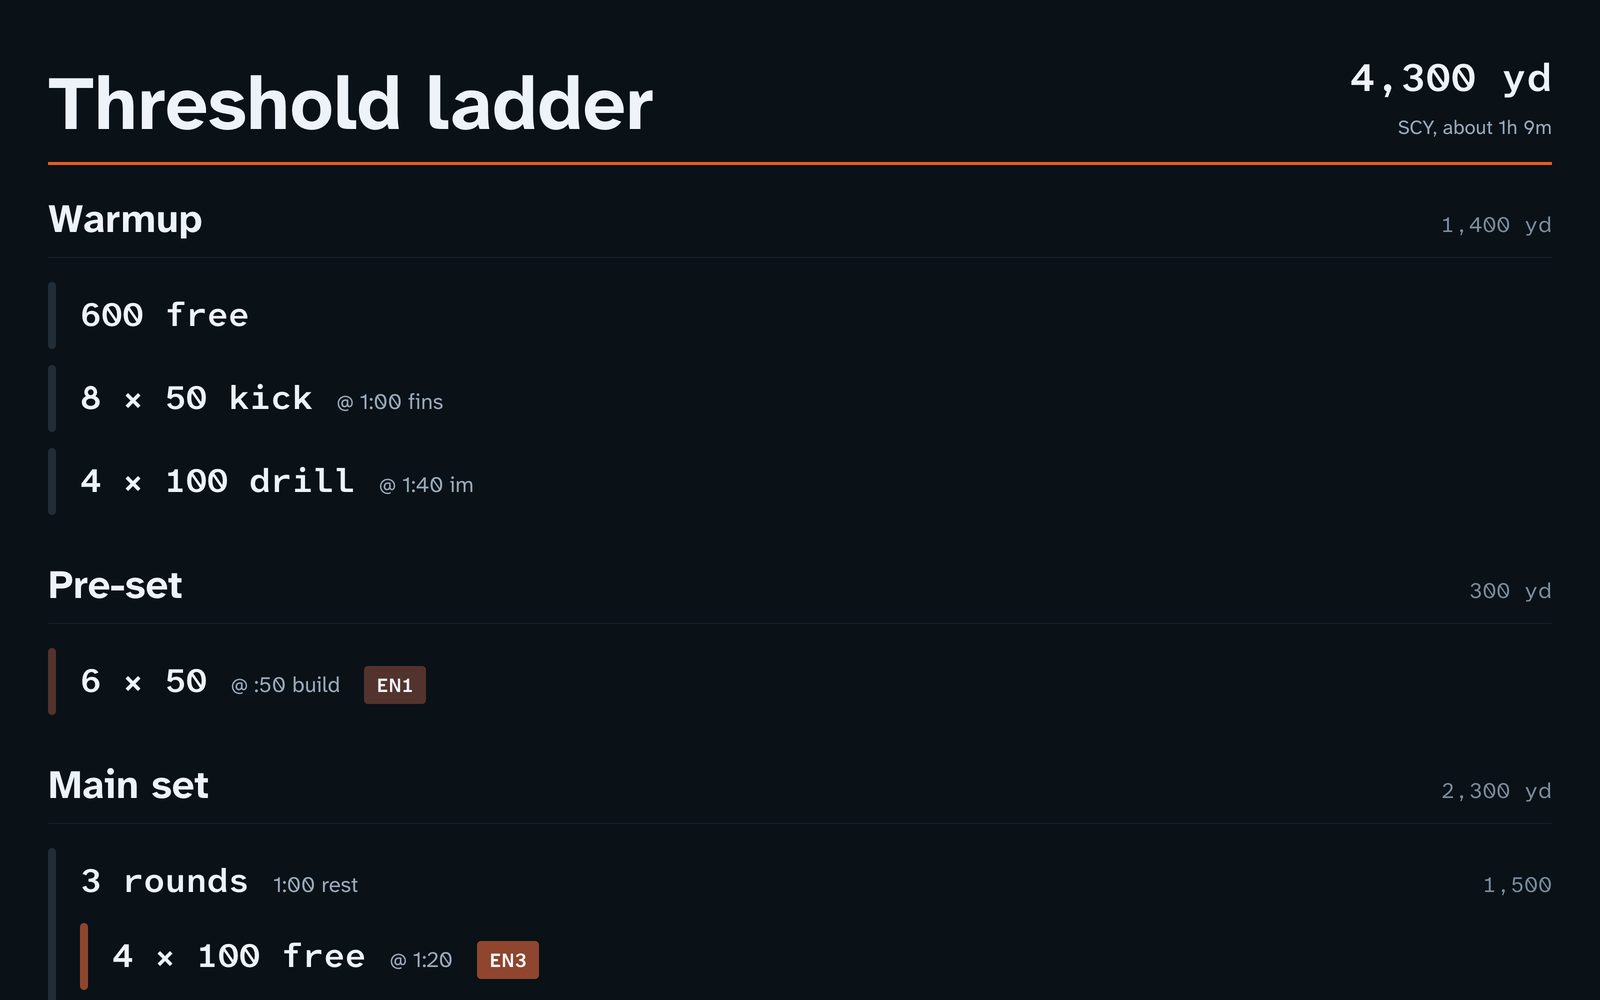 Threshold ladder
4,300 yd
SCY, about 1h 9m
Warmup
1,400 yd
600 free
8 × 50 kick @ 1:00 fins
4 × 100 drill @ 1:40 im
Pre-set
300 yd
6 × 50 @ :50 build EN1
Main set
2,300 yd
3 rounds 1:00 rest 1,500
4 × 100 free @ 1:20 EN3